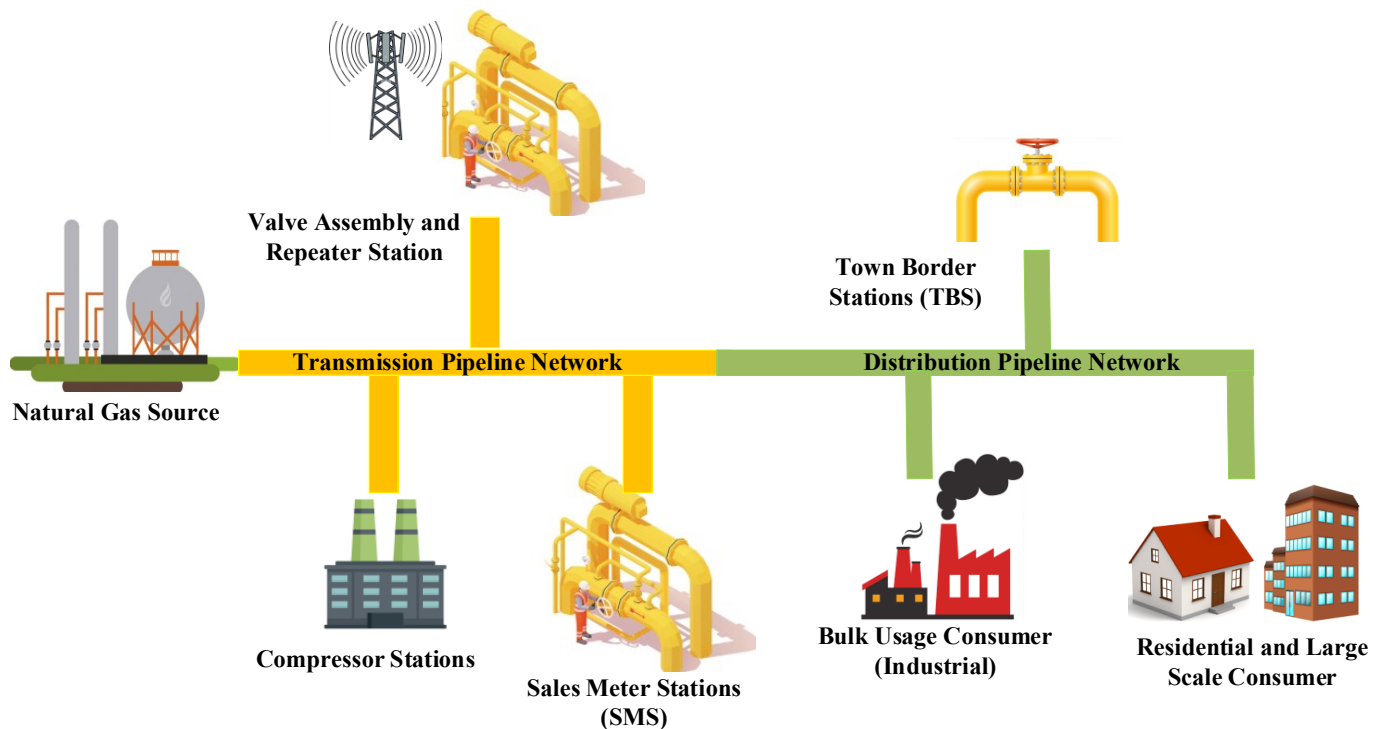 Valve Assembly and
Repeater Station
Town Border
Stations (TBS)
Transmission Pipeline Network
Distribution Pipeline Network
Natural Gas Source
Compressor Stations
Sales Meter Stations
(SMS)
Bulk Usage Consumer
(Industrial)
Residential and Large
Scale Consumer